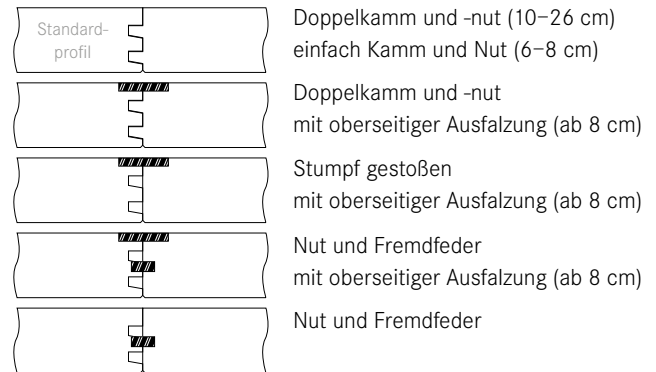 Standard-
profil
Doppelkamm und -nut (10–26 cm)
einfach Kamm und Nut (6–8 cm)
Doppelkamm und -nut
mit oberseitiger Ausfalzung (ab 8 cm)
Stumpf gestoßen
mit oberseitiger Ausfalzung (ab 8 cm)
Nut und Fremdfeder
mit oberseitiger Ausfalzung (ab 8 cm)
Nut und Fremdfeder